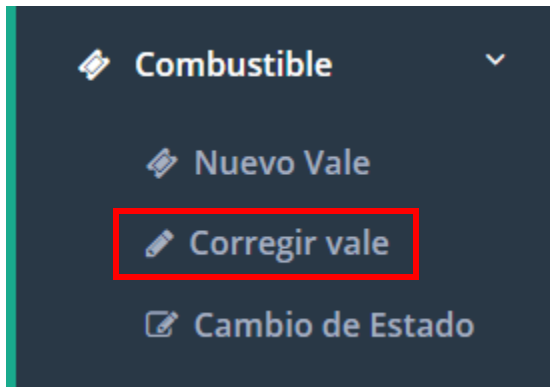 Combustible
Nuevo Vale
Corregir vale
Cambio de Estado